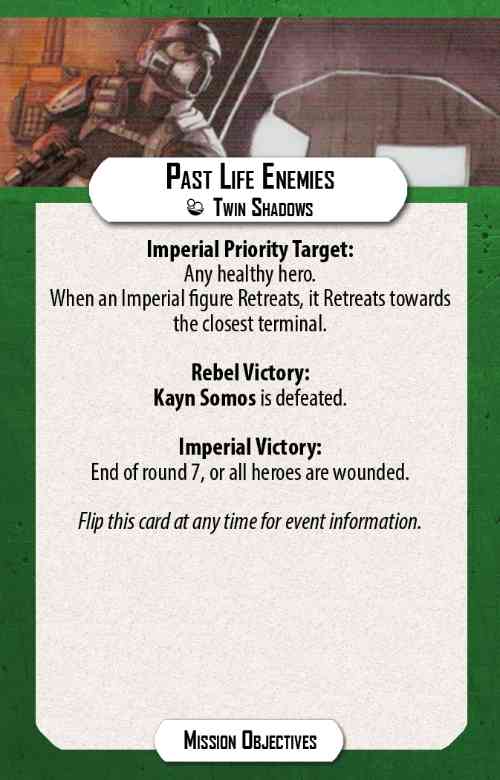 Past Life Enemies
Twin Shadows
Imperial Priority Target:
Any healthy hero.
When an Imperial figure Retreats, it Retreats towards
the closest terminal.
Rebel Victory:
Kayn Somos is defeated.
Imperial Victory:
End of round 7, or all heroes are wounded.
Flip this card at any time for event information.
Mission Objectives